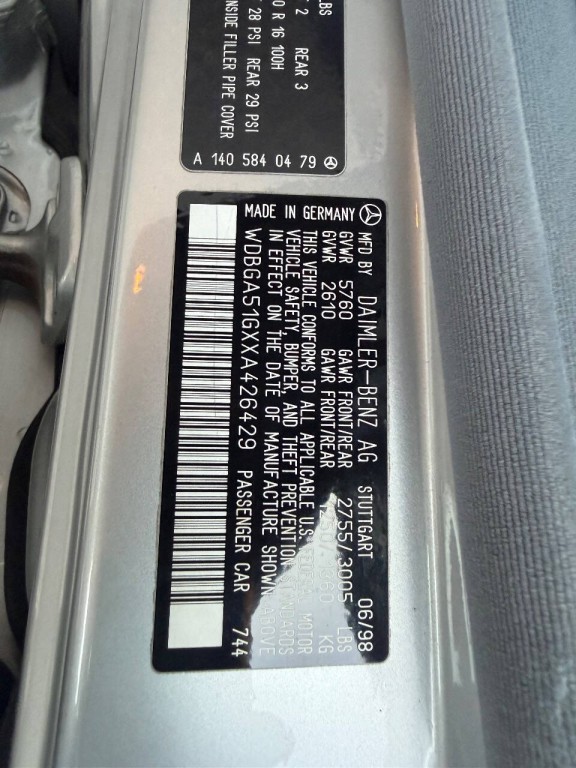 LBS
2 REAR 3
0 R 16 100H
28 PSI REAR 29 PSI
INSIDE FILLER PIPE COVER
A 140 584 04 79
MADE IN GERMANY
MFD BY DAIMLER-BENZ AG STUTTGART 06/98
GVWR 5760 GAWR FRONT/REAR 2755/3005 LBS
GVWR 2610 GAWR FRONT/REAR KG
THIS VEHICLE CONFORMS TO ALL APPLICABLE U.S. MOTOR
VEHICLE SAFETY, BUMPER, AND THEFT PREVENTION STANDARDS
IN EFFECT ON THE DATE OF MANUFACTURE SHOWN ABOVE
WDBGA51GXXA426429 PASSENGER CAR 744